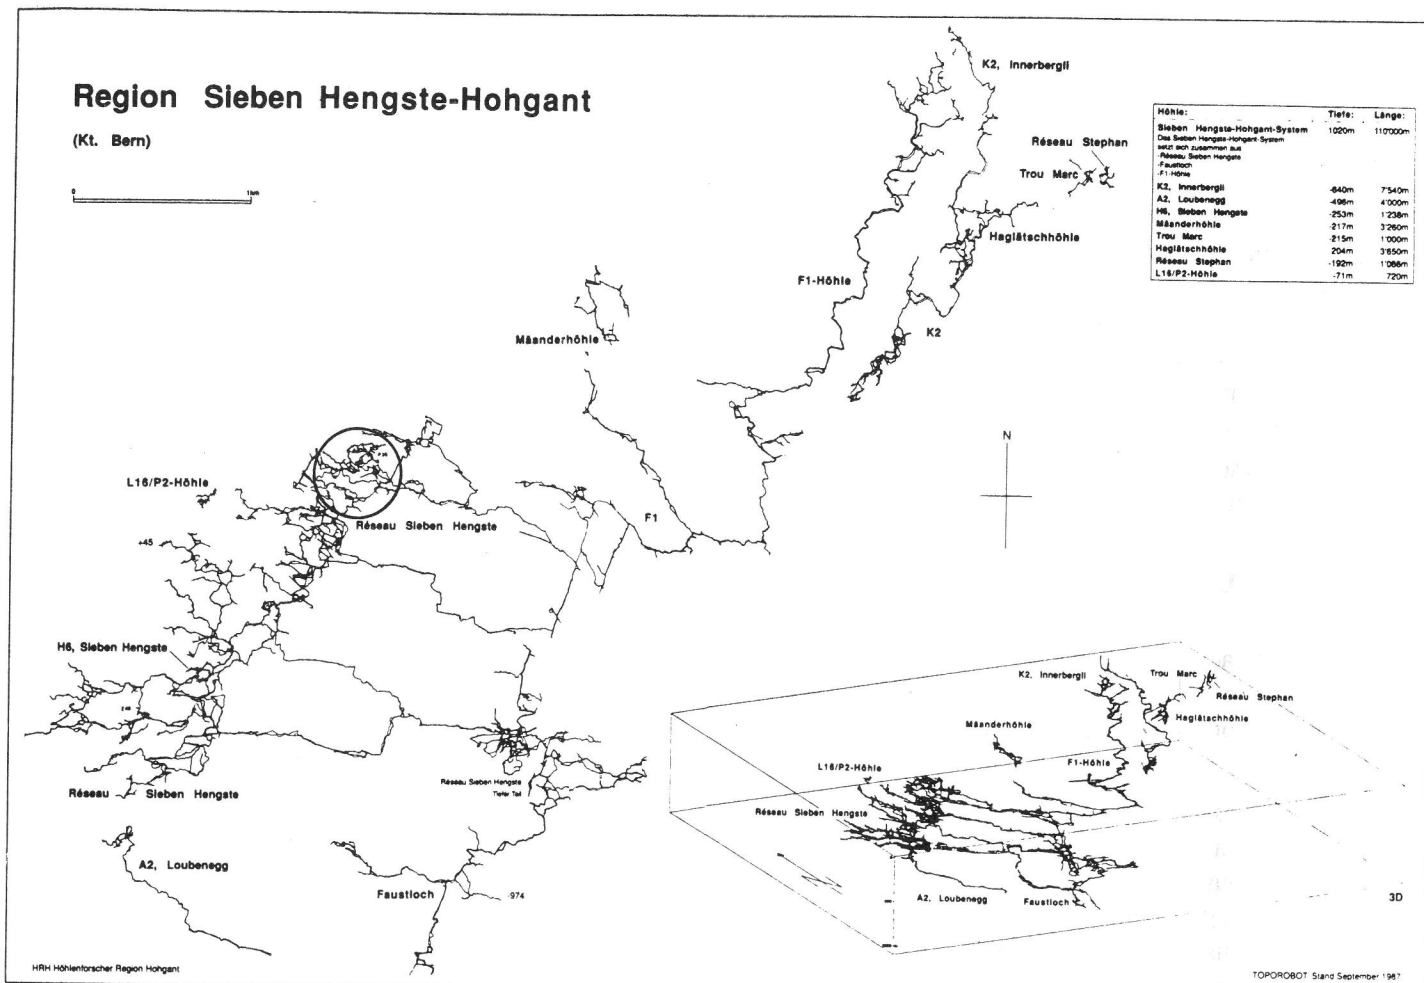 Region Sieben Hengste-Hohgant
(Kt. Bern)
0 1km
K2, Innerbergli
Réseau Stephan
Trou Marc
Haglätschhöhle
F1-Höhle
K2
Mäanderhöhle
Höhle: Tiefe: Länge:
Sieben Hengste-Hohgant-System 1020m 110'000m
Das Sieben Hengste-Hohgant-System
setzt sich zusammen aus
-Réseau Sieben Hengste
-Faustloch
-F1-Höhle
K2, Innerbergli -640m 7'540m
A2, Loubenegg -496m 4'000m
H6, Sieben Hengste -253m 1'238m
Mäanderhöhle -217m 3'260m
Trou Marc -215m 1'000m
Haglätschhöhle 204m 3'650m
Réseau Stephan -192m 1'086m
L16/P2-Höhle -71m 720m
N
L16/P2-Höhle
Réseau Sieben Hengste
F1
+45
H6, Sieben Hengste
Réseau Sieben Hengste
Réseau Sieben Hengste
Tiefer Teil
A2, Loubenegg
Faustloch
-974
K2, Innerbergli
Trou Marc
Réseau Stephan
Haglätschhöhle
Mäanderhöhle
F1-Höhle
L16/P2-Höhle
Réseau Sieben Hengste
A2, Loubenegg
Faustloch
3D
HRH Höhlenforscher Region Hohgant
TOPOROBOT Stand September 1987